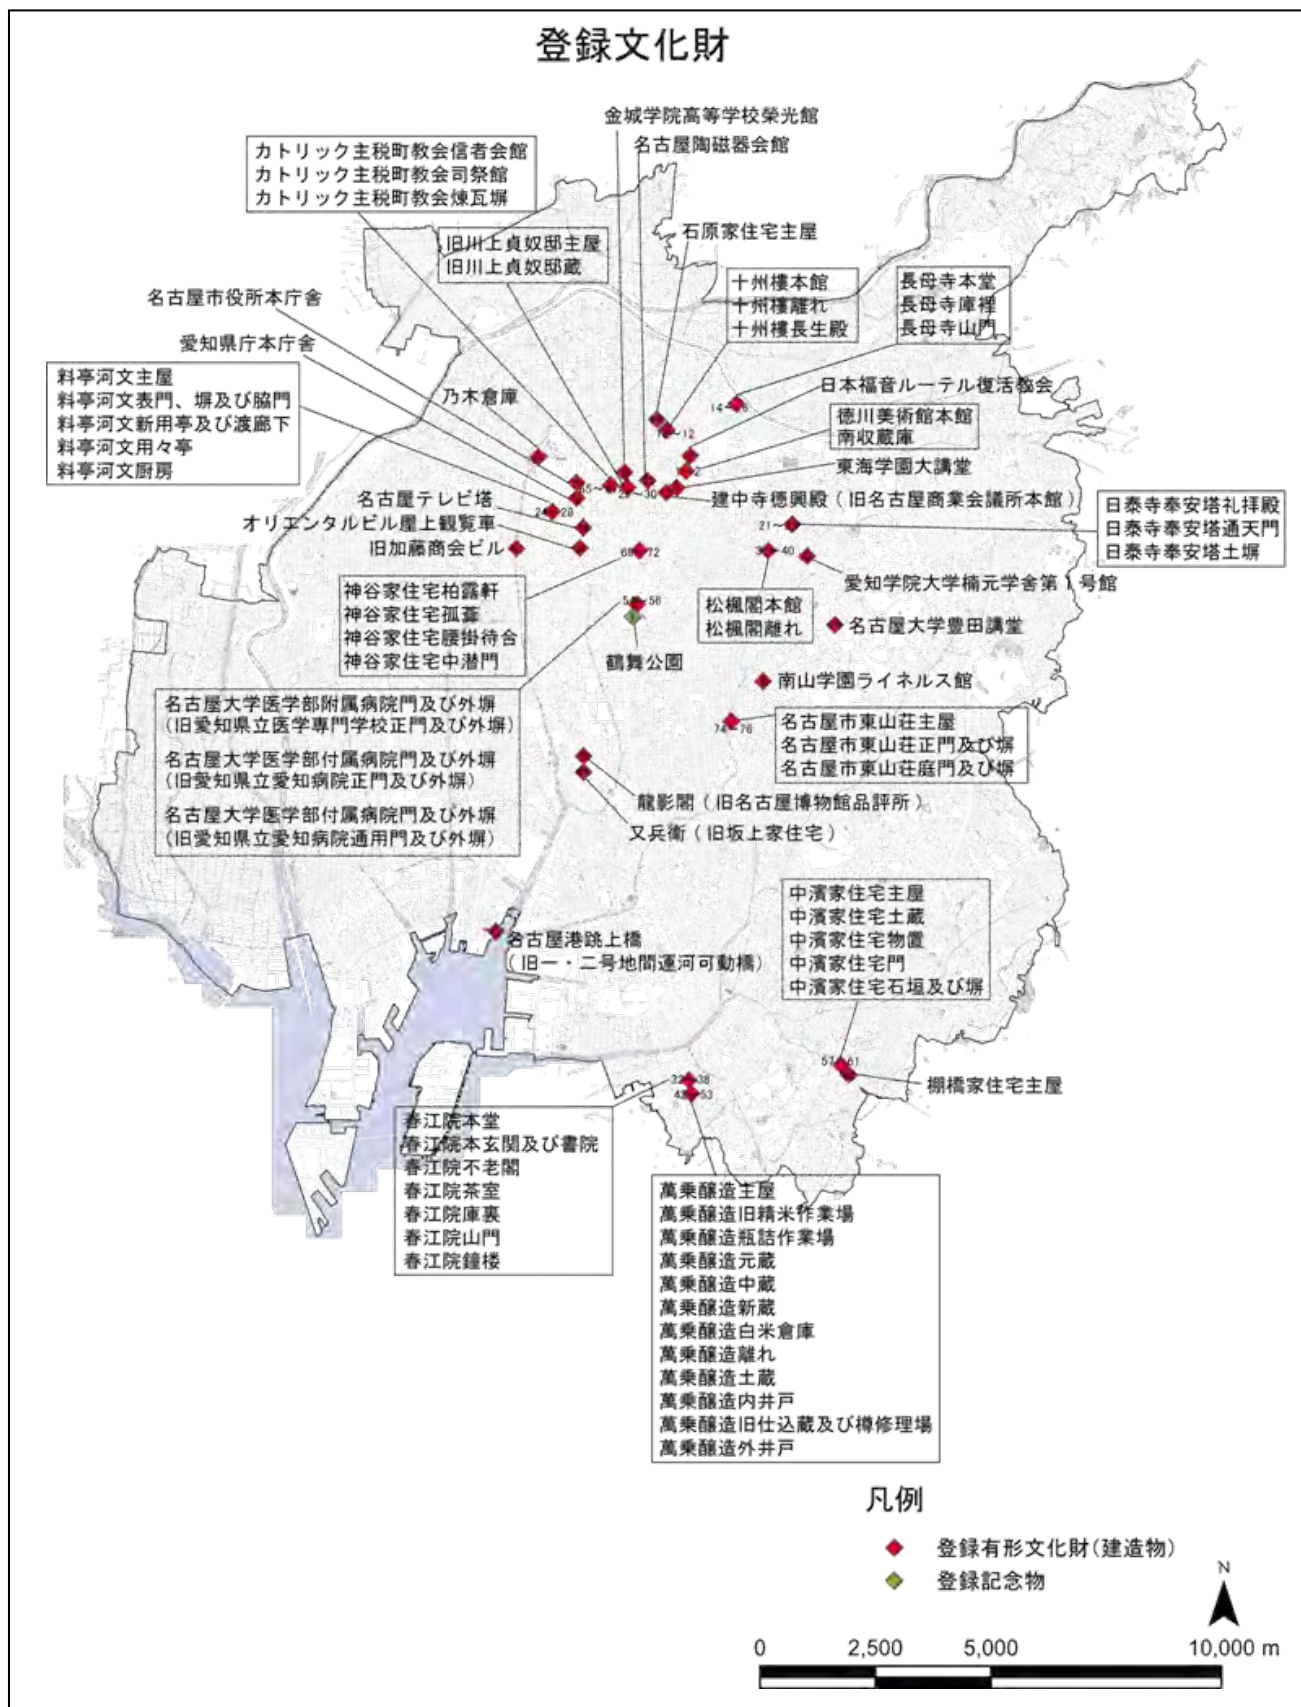 登録文化財
金城学院高等学校榮光館
名古屋陶磁器会館
カトリック主税町教会信者会館
カトリック主税町教会司祭館
カトリック主税町教会煉瓦塀
石原家住宅主屋
旧川上貞奴邸主屋
旧川上貞奴邸蔵
十州樓本館
十州樓離れ
十州樓長生殿
長母寺本堂
長母寺庫裡
長母寺山門
名古屋市役所本庁舎
愛知県庁本庁舎
料亭河文主屋
料亭河文表門、塀及び脇門
料亭河文新用亭及び渡廊下
料亭河文用々亭
料亭河文厨房
乃木倉庫
日本福音ルーテル復活教会
徳川美術館本館
南収蔵庫
東海学園大講堂
建中寺徳興殿(旧名古屋商業会議所本館)
名古屋テレビ塔
オリエンタルビル屋上観覧車
旧加藤商会ビル
日泰寺奉安塔礼拝殿
日泰寺奉安塔通天門
日泰寺奉安塔土塀
愛知学院大学楠元学舎第1号館
神谷家住宅柏露軒
神谷家住宅孤蓬
神谷家住宅腰掛待合
神谷家住宅中潜門
松楓閣本館
松楓閣離れ
名古屋大学豊田講堂
鶴舞公園
南山学園ライネルス館
名古屋大学医学部附属病院門及び外塀
(旧愛知県立医学専門学校正門及び外塀)
名古屋大学医学部付属病院門及び外塀
(旧愛知県立愛知病院正門及び外塀)
名古屋大学医学部付属病院門及び外塀
(旧愛知県立愛知病院通用門及び外塀)
74~76
名古屋市東山荘主屋
名古屋市東山荘正門及び塀
名古屋市東山荘庭門及び塀
龍影閣(旧名古屋博物館品評所)
又兵衛(旧坂上家住宅)
中濱家住宅主屋
中濱家住宅土蔵
中濱家住宅物置
中濱家住宅門
中濱家住宅石垣及び塀
名古屋港跳上橋
(旧一・二号地間運河可動橋)
棚橋家住宅主屋
春江院本堂
春江院本玄関及び書院
春江院不老閣
春江院茶室
春江院庫裏
春江院山門
春江院鐘楼
萬乗醸造主屋
萬乗醸造旧精米作業場
萬乗醸造瓶詰作業場
萬乗醸造元蔵
萬乗醸造中蔵
萬乗醸造新蔵
萬乗醸造白米倉庫
萬乗醸造離れ
萬乗醸造土蔵
萬乗醸造内井戸
萬乗醸造旧仕込蔵及び樽修理場
萬乗醸造外井戸
凡例
登録有形文化財(建造物)
登録記念物
N
0 2,500 5,000 10,000 m